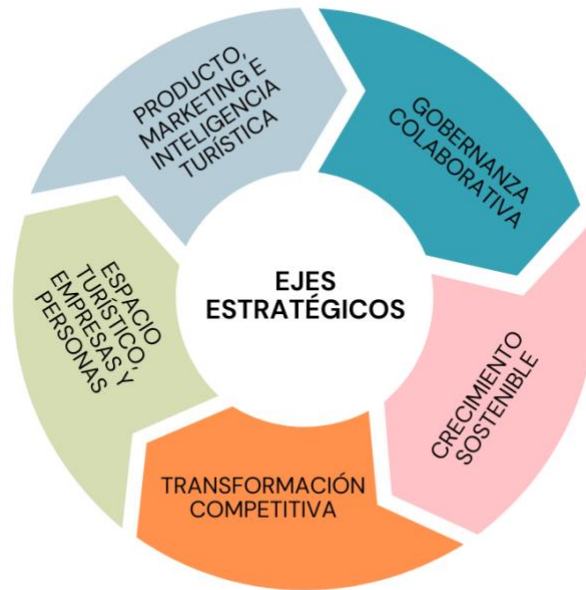 EJES
ESTRATÉGICOS
GOBERNANZA
COLABORATIVA
CRECIMIENTO
SOSTENIBLE
TRANSFORMACIÓN
COMPETITIVA
ESPACIO
TURÍSTICO,
EMPRESAS Y
PERSONAS
PRODUCTO,
MARKETING E
INTELIGENCIA
TURÍSTICA